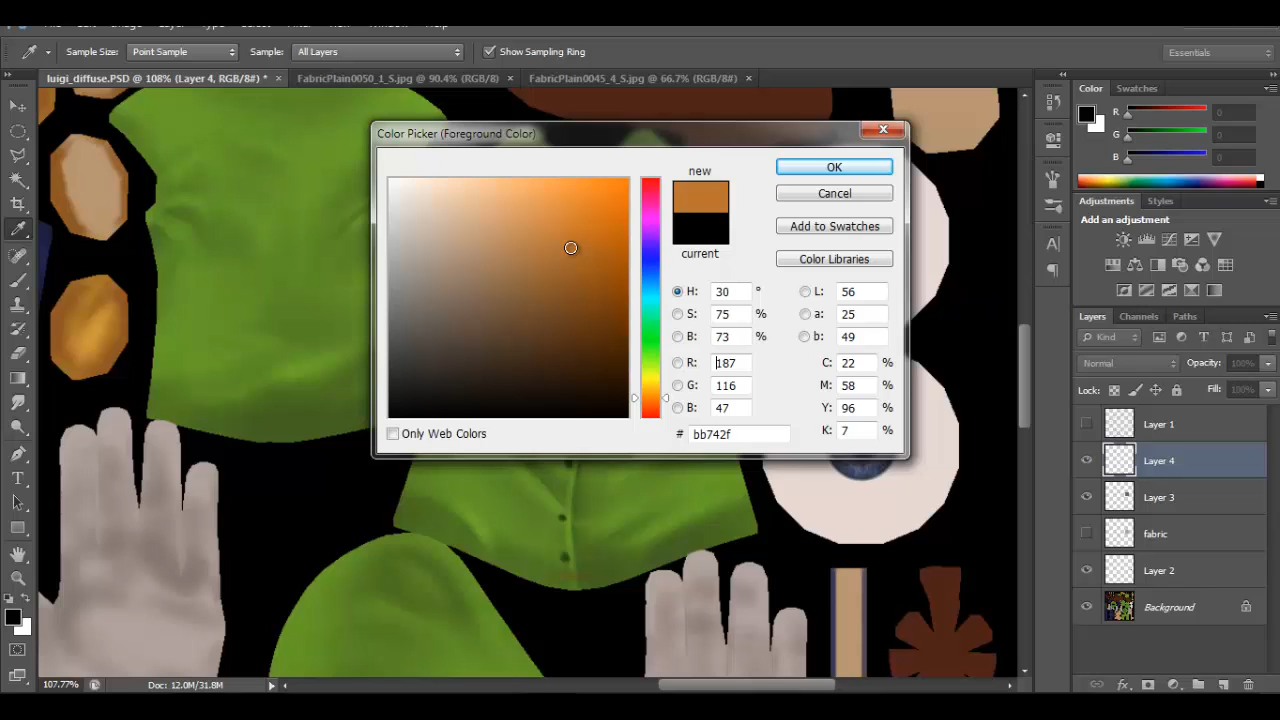 Sample Size: Point Sample Sample: All Layers Show Sampling Ring Essentials
luigi_diffuse.PSD @ 108% (Layer 4, RGB/8#) * × FabricPlain0050_1_S.jpg @ 90.4% (RGB/8) × FabricPlain0045_4_S.jpg @ 66.7% (RGB/8#) ×
Color Picker (Foreground Color)
new
current
OK
Cancel
Add to Swatches
Color Libraries
H: 30 ° L: 56
S: 75 % a: 25
B: 73 % b: 49
R: 187 C: 22 %
G: 116 M: 58 %
B: 47 Y: 96 %
# bb742f K: 7 %
Only Web Colors
Color Swatches
R 0
G 0
B 0
Adjustments Styles
Add an adjustment
Layers Channels Paths
Kind
Normal Opacity: 100%
Lock: Fill: 100%
Layer 1
Layer 4
Layer 3
fabric
Layer 2
Background
107.77% Doc: 12.0M/31.8M